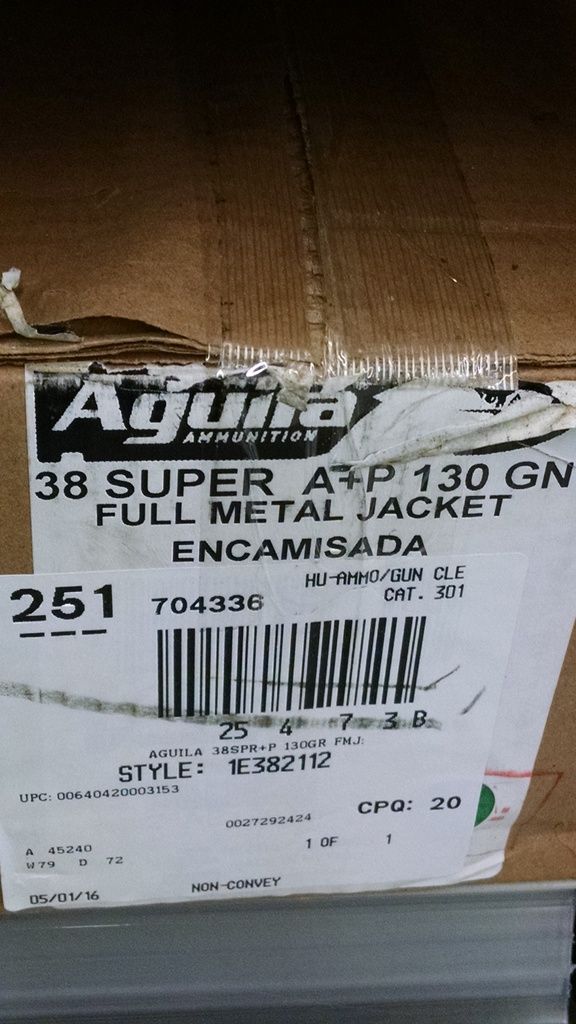 Aguila
AMMUNITION
38 SUPER A+P 130 GN
FULL METAL JACKET
ENCAMISADA
HU-AMMO/GUN CLE
251 704336 CAT. 301
25 4 7 3 B
AGUILA 38SPR+P 130GR FMJ:
STYLE: 1E382112
UPC: 00640420003153
CPQ: 20
0027292424
A 45240 1 OF 1
W79 D 72
05/01/16 NON-CONVEY